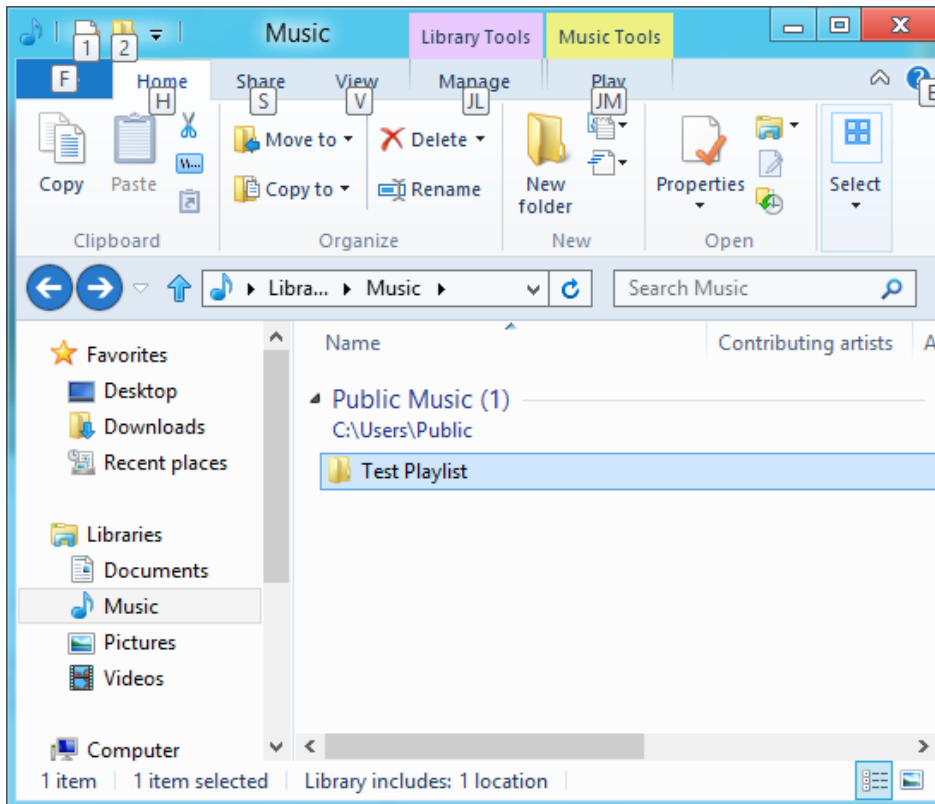 Music
Library Tools
Music Tools
1
2
F
Home
Share
View
Manage
Play
H
S
V
JL
JM
E
Copy
Paste
Move to
Copy to
Delete
Rename
New folder
Properties
Select
Clipboard
Organize
New
Open
Libra...
Music
Search Music
Favorites
Desktop
Downloads
Recent places
Libraries
Documents
Music
Pictures
Videos
Computer
Name
Contributing artists
A
Public Music (1)
C:\Users\Public
Test Playlist
1 item
1 item selected
Library includes: 1 location